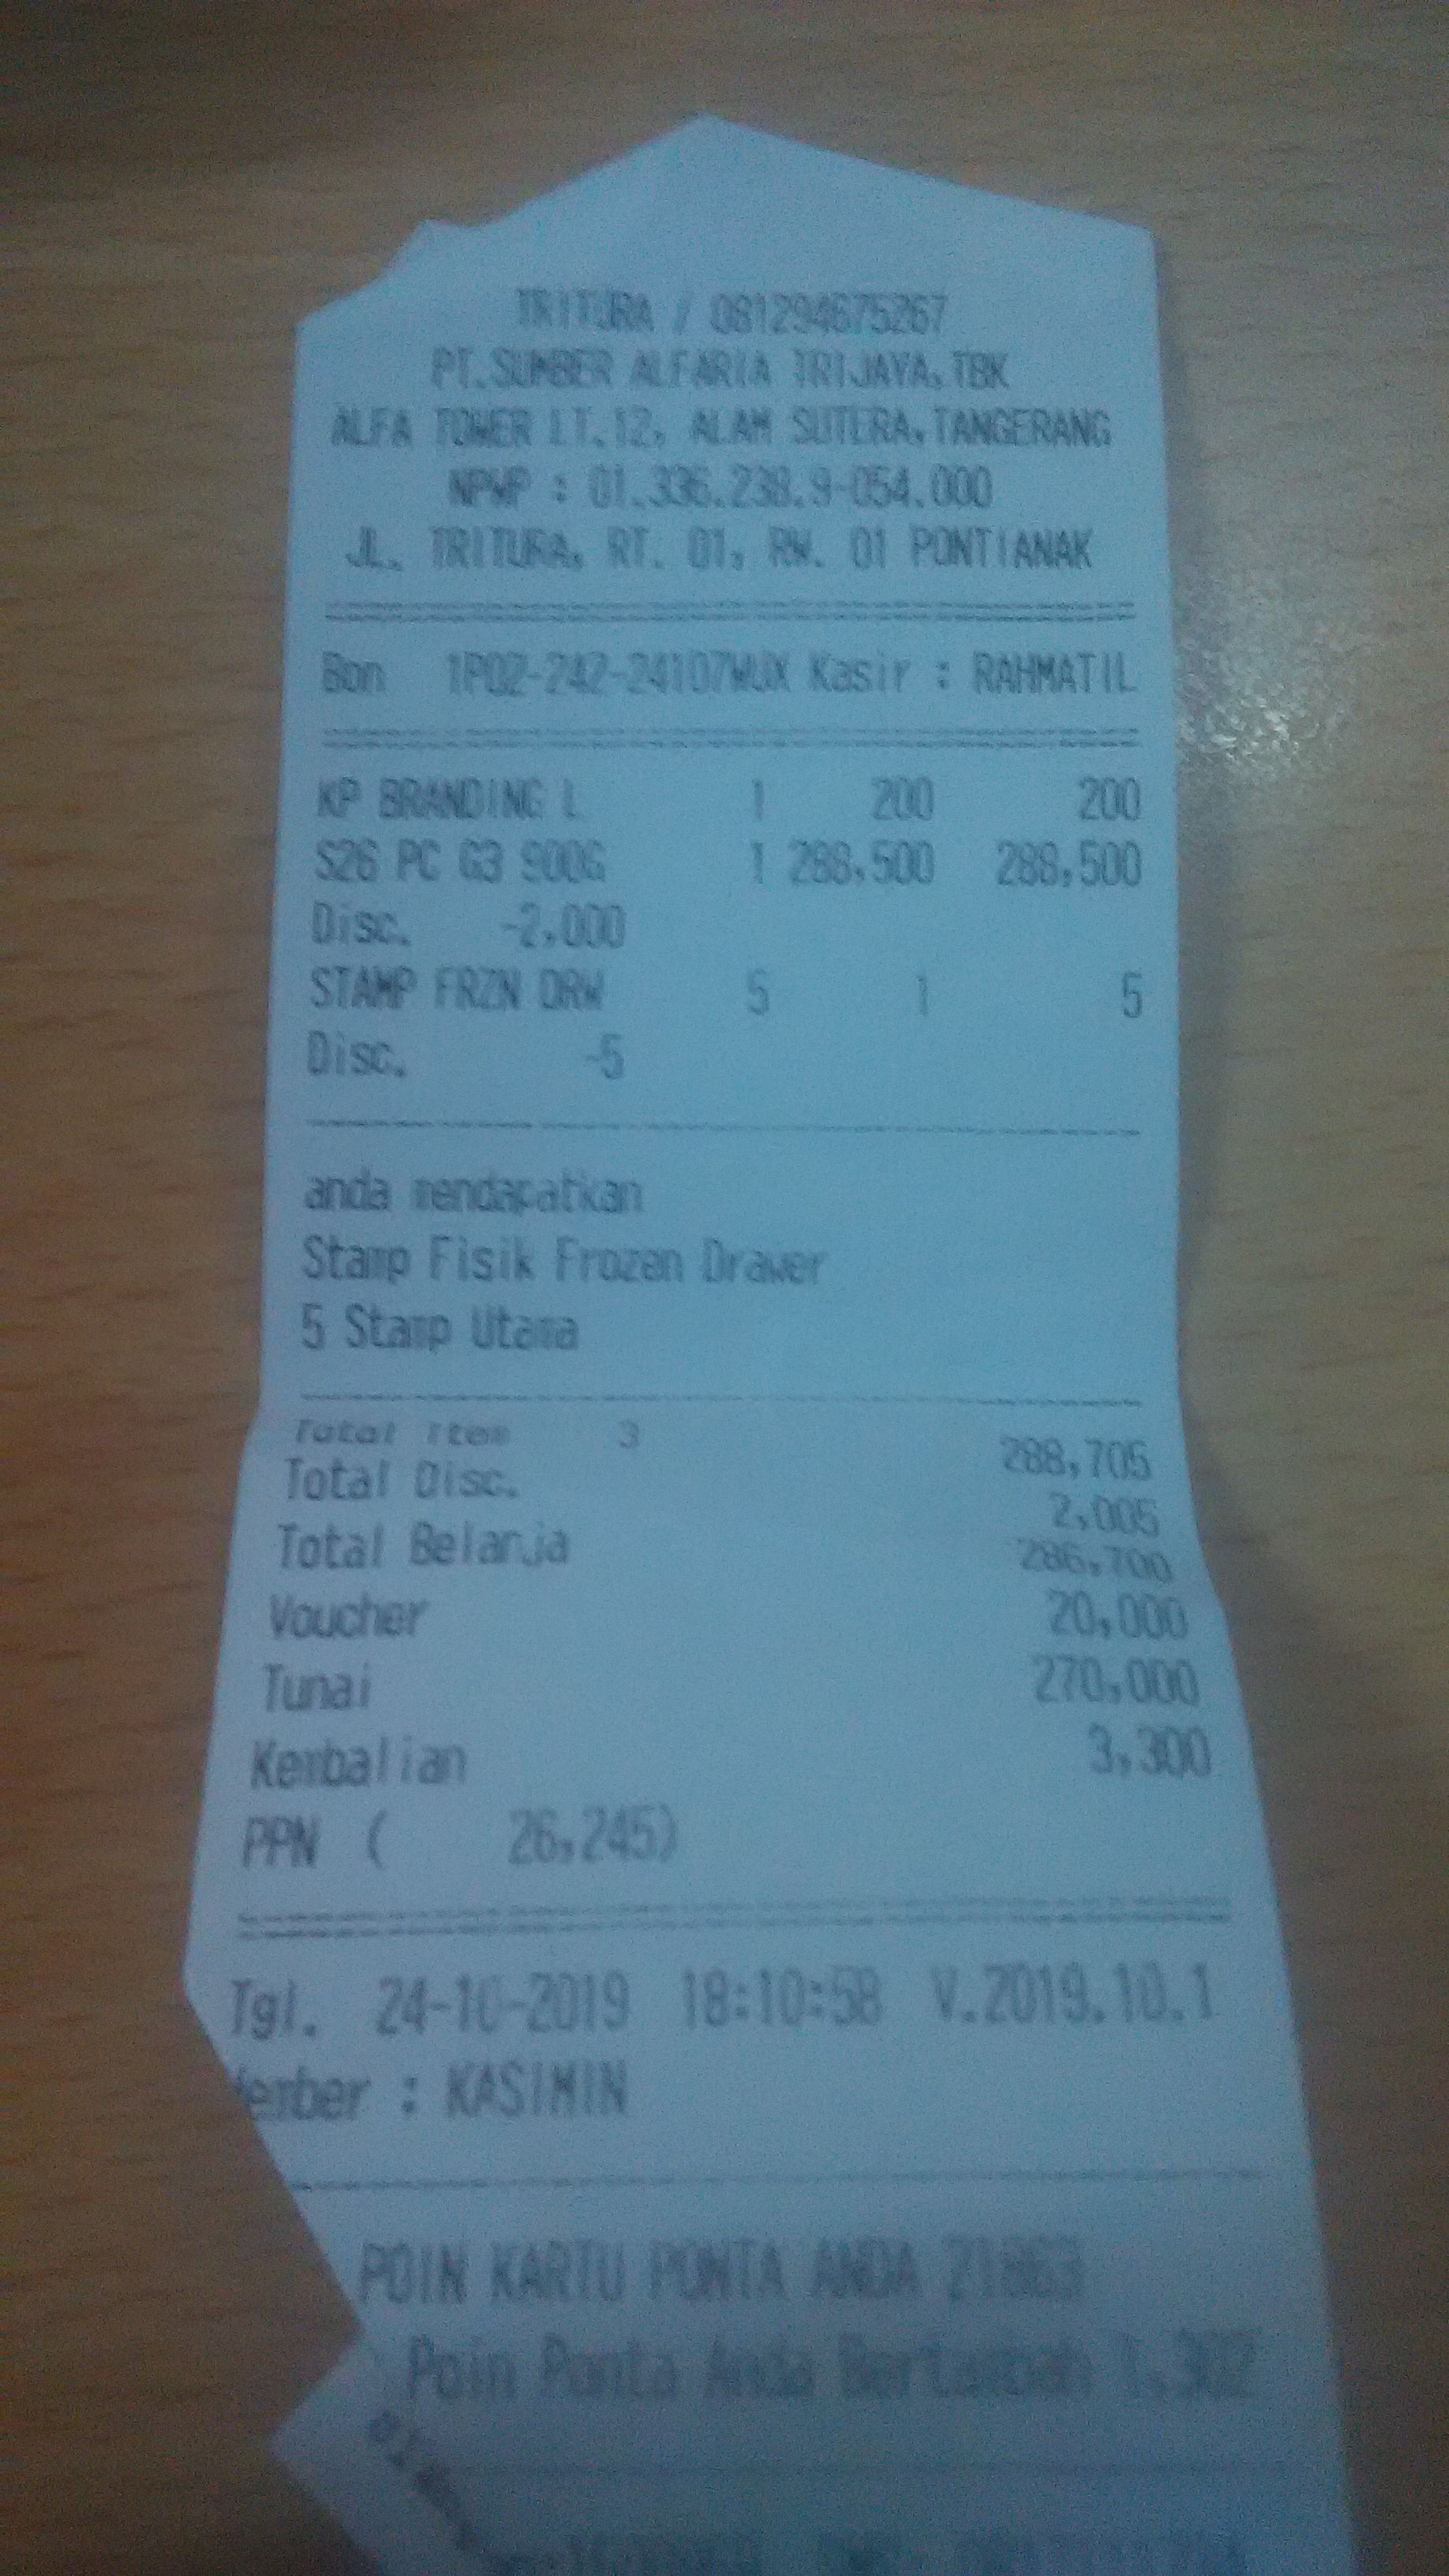 TRITURA / 081294675267
PT.SUMBER ALFARIA TRIJAYA,TBK
ALFA TOWER LT.12, ALAM SUTERA,TANGERANG
NPWP : 01.336.238.9-054.000
JL. TRITURA, RT. 01, RW. 01 PONTIANAK
Bon 1P02-242-24107WUX Kasir : RAHMATIL
KP BRANDING L 1 200 200
S26 PC G3 900G 1 288,500 288,500
Disc. -2,000
STAMP FRZN DRW 5 1 5
Disc. -5
anda mendapatkan
Stamp Fisik Frozen Drawer
5 Stamp Utama
Total Item 3 288,705
Total Disc. 2,005
Total Belanja 286,700
Voucher 20,000
Tunai 270,000
Kembalian 3,300
PPN ( 26,245)
Tgl. 24-10-2019 18:10:58 V.2019.10.1
ember : KASIMIN
POIN KARTU PONTA ANDA
Poin Ponta Anda Bertambah 1,302